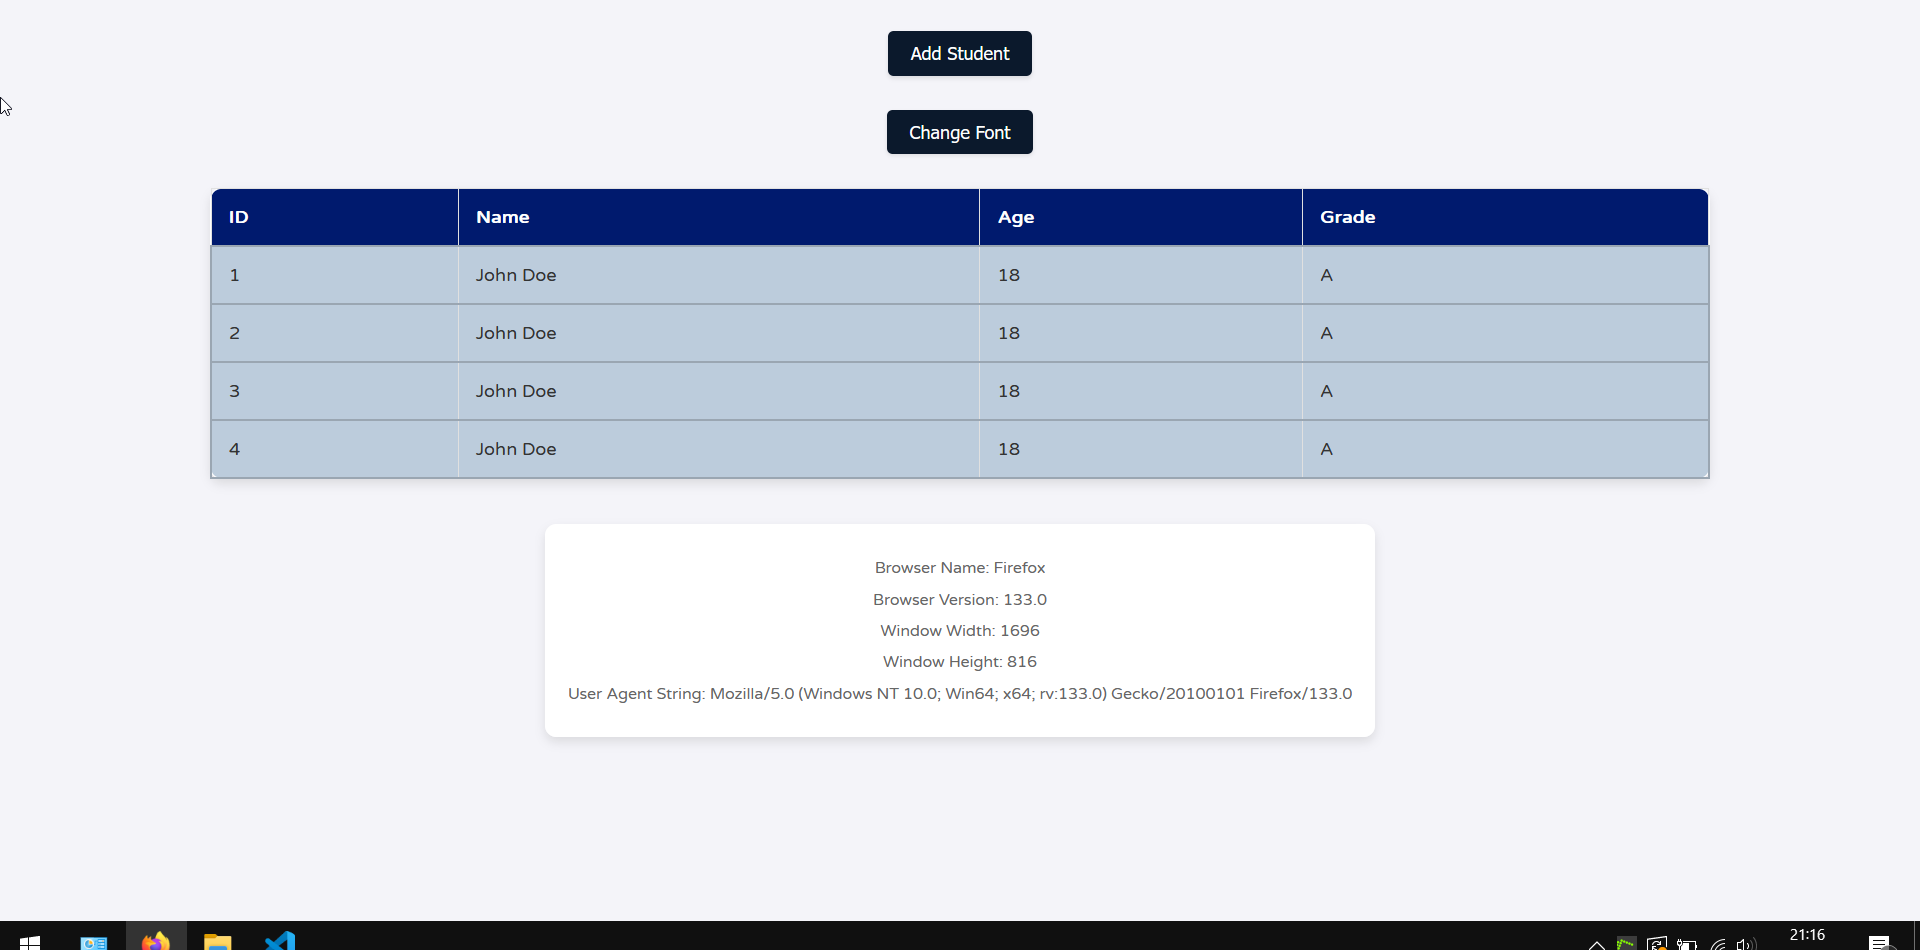 Add Student
Change Font
ID Name Age Grade
1 John Doe 18 A
2 John Doe 18 A
3 John Doe 18 A
4 John Doe 18 A
Browser Name: Firefox
Browser Version: 133.0
Window Width: 1696
Window Height: 816
User Agent String: Mozilla/5.0 (Windows NT 10.0; Win64; x64; rv:133.0) Gecko/20100101 Firefox/133.0
21:16